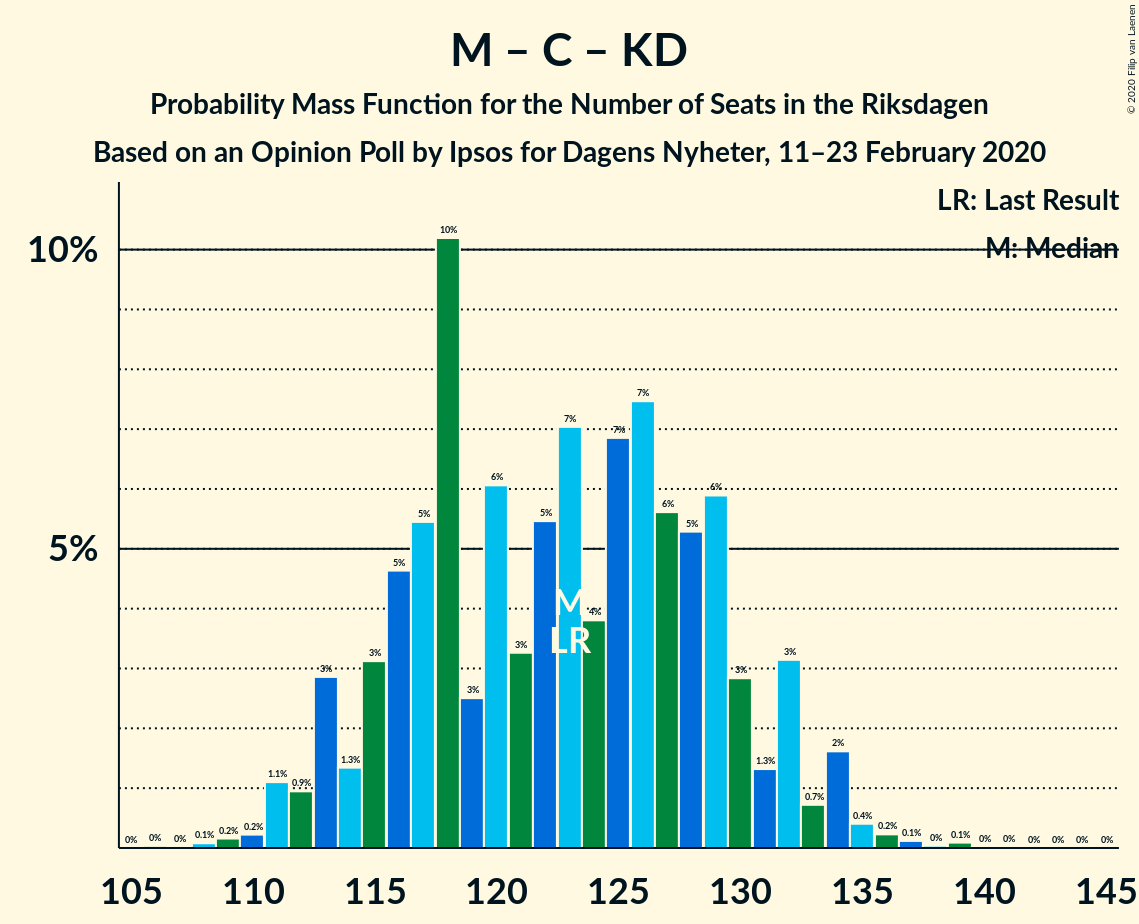 M – C – KD
Probability Mass Function for the Number of Seats in the Riksdagen
Based on an Opinion Poll by Ipsos for Dagens Nyheter, 11–23 February 2020
© 2020 Filip van Laenen
LR: Last Result
M: Median
10%
5%
0% 0% 0% 0.1% 0.2% 0.2% 1.1% 0.9% 3% 1.3% 3% 5% 5% 10% 3% 6% 3% 5% 7% 4% 7% 7% 6% 5% 6% 3% 1.3% 3% 0.7% 2% 0.4% 0.2% 0.1% 0% 0.1% 0% 0% 0% 0% 0% 0%
M
LR
105 110 115 120 125 130 135 140 145